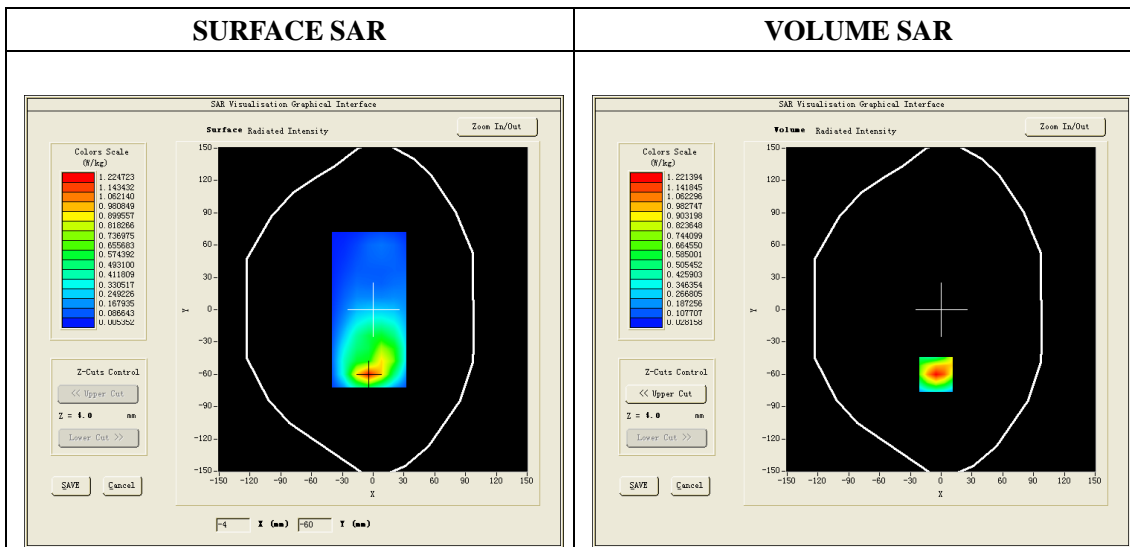 SURFACE SAR
SAR Visualisation Graphical Interface
Surface Radiated Intensity
Zoom In/Out
Colors Scale
(W/kg)
1.224723
1.143432
1.062140
0.980849
0.899557
0.818266
0.736975
0.655683
0.574392
0.493100
0.411809
0.330517
0.249226
0.167935
0.086643
0.005352
150
120
90
60
30
0
-30
-60
-90
-120
-150
Y
-150 -120 -90 -60 -30 0 30 60 90 120 150
X
Z-Cuts Control
<< Upper Cut
Z = 4.0 mm
Lower Cut >>
SAVE Cancel
-4 X (mm) -60 Y (mm)
VOLUME SAR
SAR Visualisation Graphical Interface
Volume Radiated Intensity
Zoom In/Out
Colors Scale
(W/kg)
1.221394
1.141845
1.062296
0.982747
0.903198
0.823648
0.744099
0.664550
0.585001
0.505452
0.425903
0.346354
0.266805
0.187256
0.107707
0.028158
150
120
90
60
30
0
-30
-60
-90
-120
-150
Y
-150 -120 -90 -60 -30 0 30 60 90 120 150
X
Z-Cuts Control
<< Upper Cut
Z = 4.0 mm
Lower Cut >>
SAVE Cancel